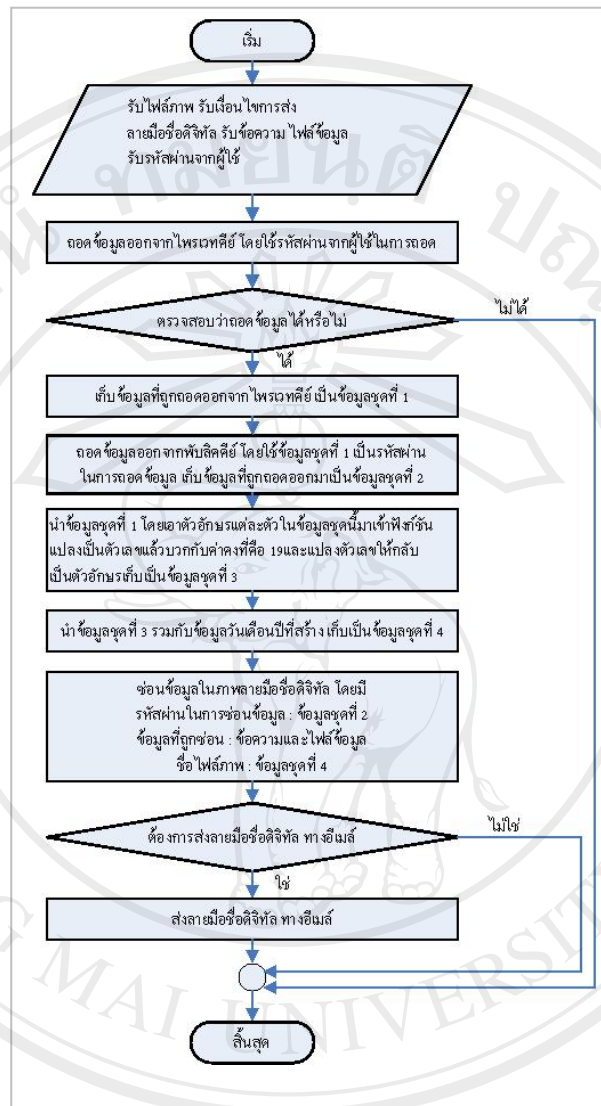 เริ่ม
รับไฟล์ภาพ รับเงื่อนไขการส่ง
ลายมือชื่อดิจิทัล รับข้อความ ไฟล์ข้อมูล
รับรหัสผ่านจากผู้ใช้
ถอดข้อมูลออกจากไพรเวทคีย์ โดยใช้รหัสผ่านจากผู้ใช้ในการถอด
ตรวจสอบว่าถอดข้อมูลได้หรือไม่
ไม่ได้
ได้
เก็บข้อมูลที่ถูกถอดออกจากไพรเวทคีย์ เป็นข้อมูลชุดที่ 1
ถอดข้อมูลออกจากพับลิคคีย์ โดยใช้ข้อมูลชุดที่ 1 เป็นรหัสผ่าน
ในการถอดข้อมูล เก็บข้อมูลที่ถูกถอดออกมาเป็นข้อมูลชุดที่ 2
นำข้อมูลชุดที่ 1 โดยเอาตัวอักษรแต่ละตัวในข้อมูลชุดนี้มาเข้าฟังก์ชัน
แปลงเป็นตัวเลขแล้วบวกกับค่าคงที่คือ 19และแปลงตัวเลขให้กลับ
เป็นตัวอักษรเก็บเป็นข้อมูลชุดที่ 3
นำข้อมูลชุดที่ 3 รวมกับข้อมูลวันเดือนปีที่สร้าง เก็บเป็นข้อมูลชุดที่ 4
ซ่อนข้อมูลในภาพลายมือชื่อดิจิทัล โดยมี
รหัสผ่านในการซ่อนข้อมูล : ข้อมูลชุดที่ 2
ข้อมูลที่ถูกซ่อน : ข้อความและไฟล์ข้อมูล
ชื่อไฟล์ภาพ : ข้อมูลชุดที่ 4
ต้องการส่งลายมือชื่อดิจิทัล ทางอีเมล์
ไม่ใช่
ใช่
ส่งลายมือชื่อดิจิทัล ทางอีเมล์
สิ้นสุด
G MAI UNIVERSIT